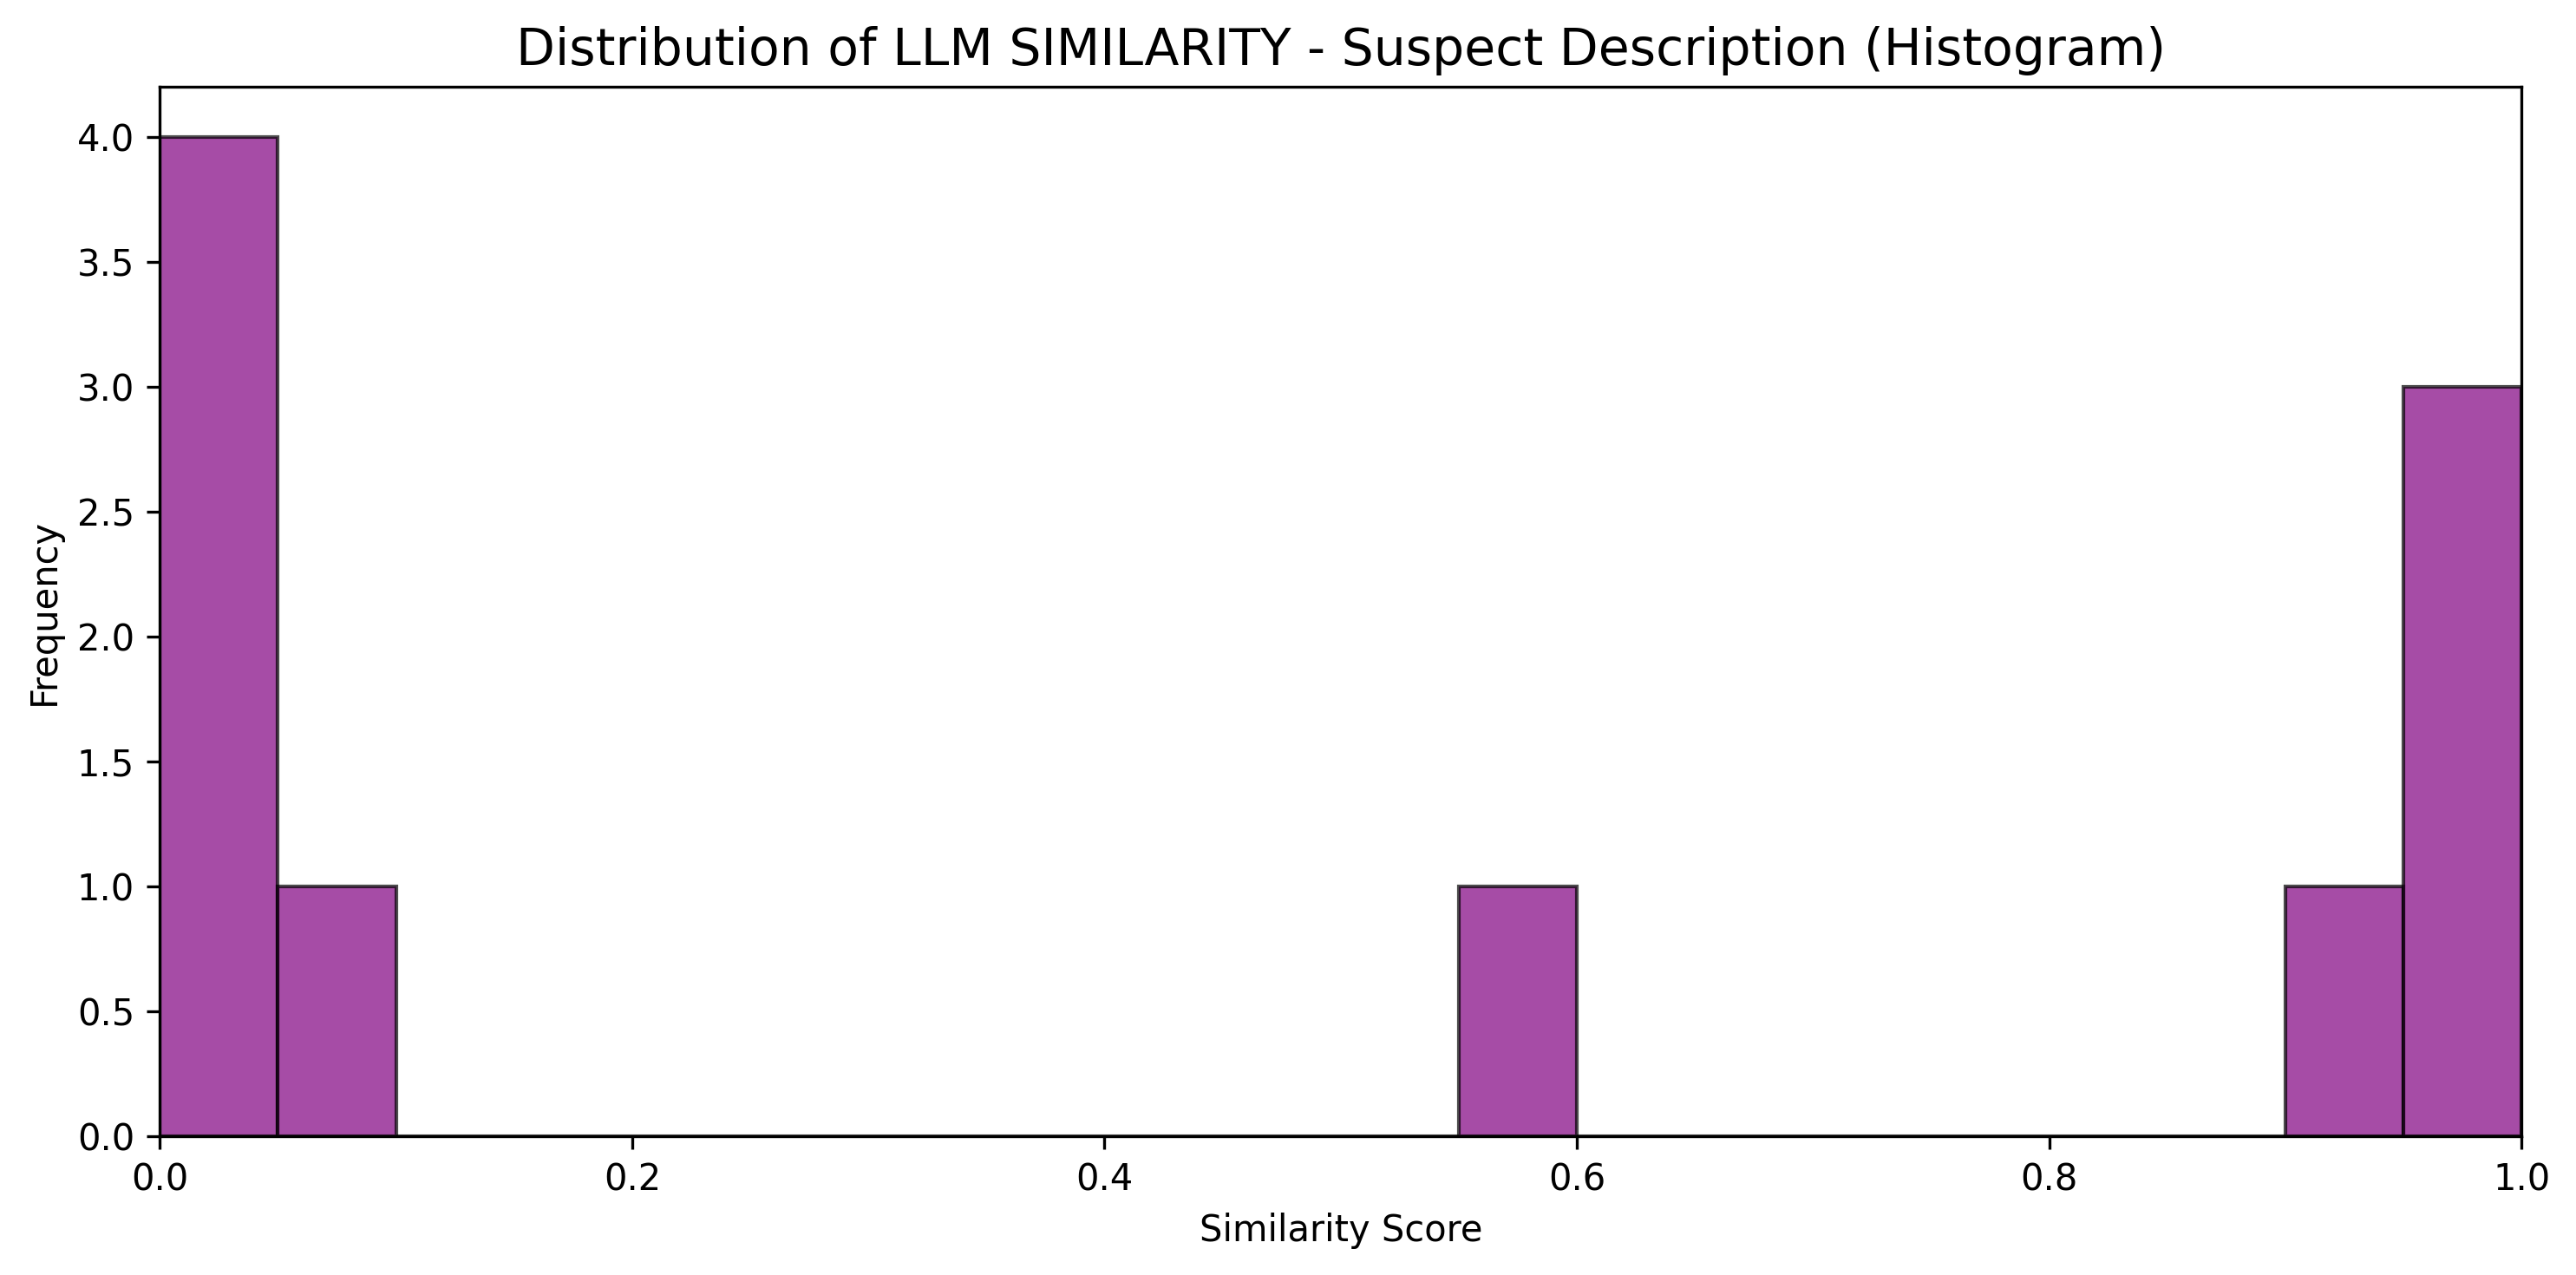 Distribution of LLM SIMILARITY - Suspect Description (Histogram)
4.0
3.5
3.0
2.5
2.0
1.5
1.0
0.5
0.0
Frequency
0.0 0.2 0.4 0.6 0.8 1.0
Similarity Score